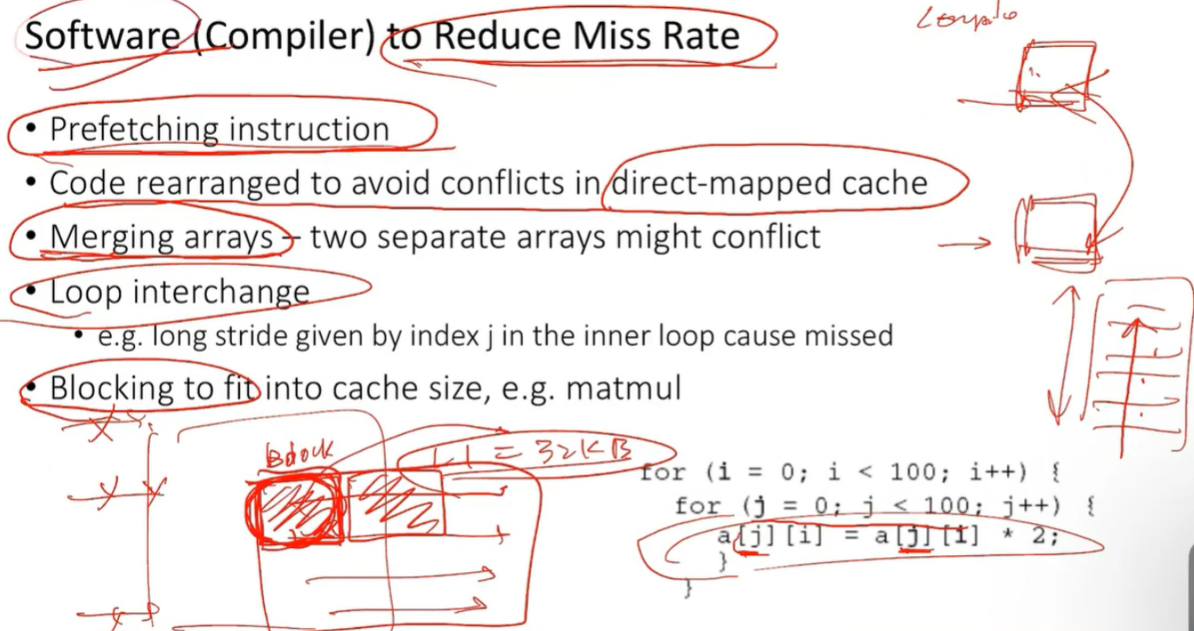 Software (Compiler) to Reduce Miss Rate
• Prefetching instruction
• Code rearranged to avoid conflicts in direct-mapped cache
• Merging arrays – two separate arrays might conflict
• Loop interchange
• e.g. long stride given by index j in the inner loop cause missed
• Blocking to fit into cache size, e.g. matmul
Block
L1 = 32KB
for (i = 0; i < 100; i++) {
for (j = 0; j < 100; j++) {
a[j][i] = a[j][i] * 2;
}
}